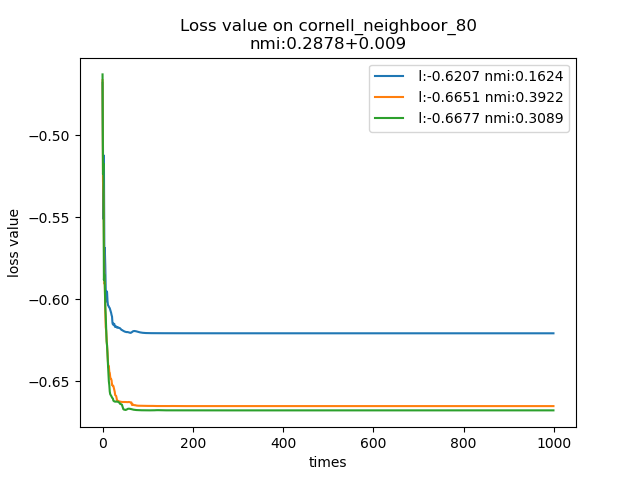 Loss value on cornell_neighboor_80
nmi:0.2878+0.009
l:-0.6207 nmi:0.1624
l:-0.6651 nmi:0.3922
l:-0.6677 nmi:0.3089
−0.50
−0.55
−0.60
−0.65
loss value
0 200 400 600 800 1000
times